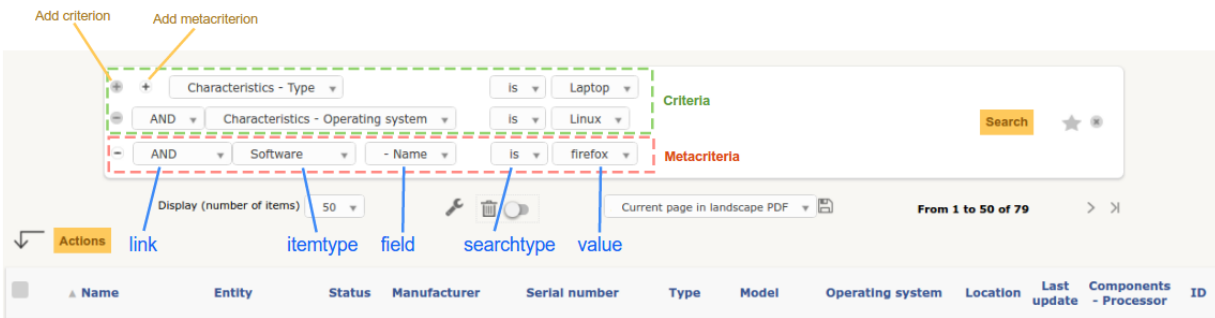 Add criterion Add metacriterion
Characteristics - Type is Laptop
Criteria
AND Characteristics - Operating system is Linux
Search
AND Software - Name is firefox
Metacriteria
Display (number of items) 50 Current page in landscape PDF From 1 to 50 of 79
Actions link itemtype field searchtype value
Name Entity Status Manufacturer Serial number Type Model Operating system Location Last update Components - Processor ID